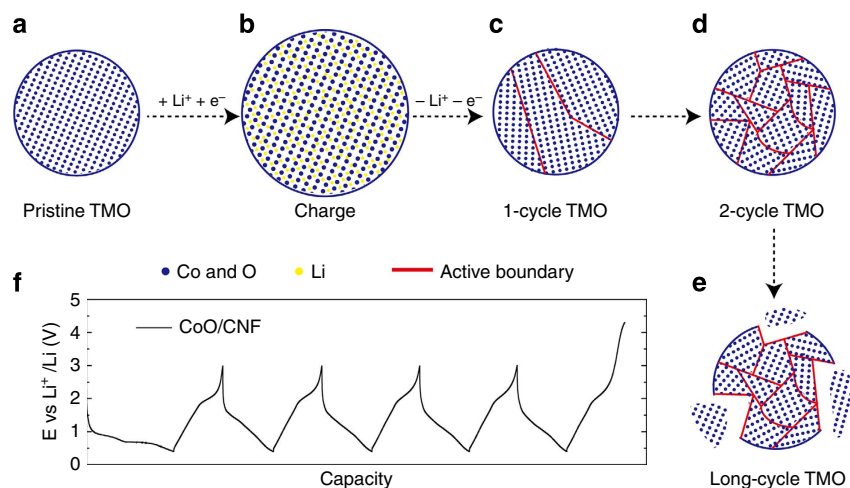 a
b
c
d
+ Li⁺ + e⁻
− Li⁺ − e⁻
Pristine TMO
Charge
1-cycle TMO
2-cycle TMO
Co and O
Li
Active boundary
f
e
5
4
3
2
1
0
E vs Li⁺ /Li (V)
CoO/CNF
Capacity
Long-cycle TMO